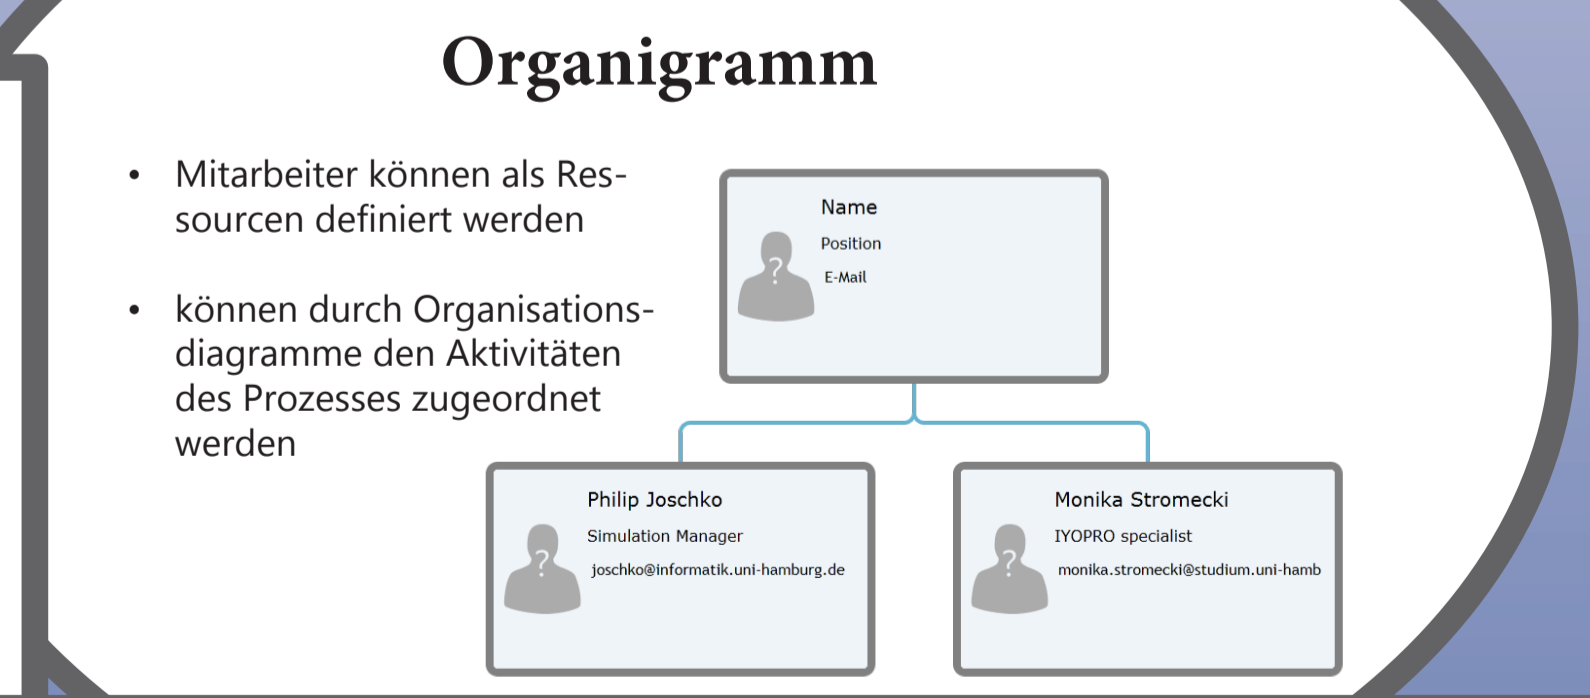 Organigramm
• Mitarbeiter können als Res-
sourcen definiert werden
• können durch Organisations-
diagramme den Aktivitäten
des Prozesses zugeordnet
werden
Name
Position
E-Mail
?
Philip Joschko
Simulation Manager
joschko@informatik.uni-hamburg.de
?
Monika Stromecki
IYOPRO specialist
monika.stromecki@studium.uni-hamb
?